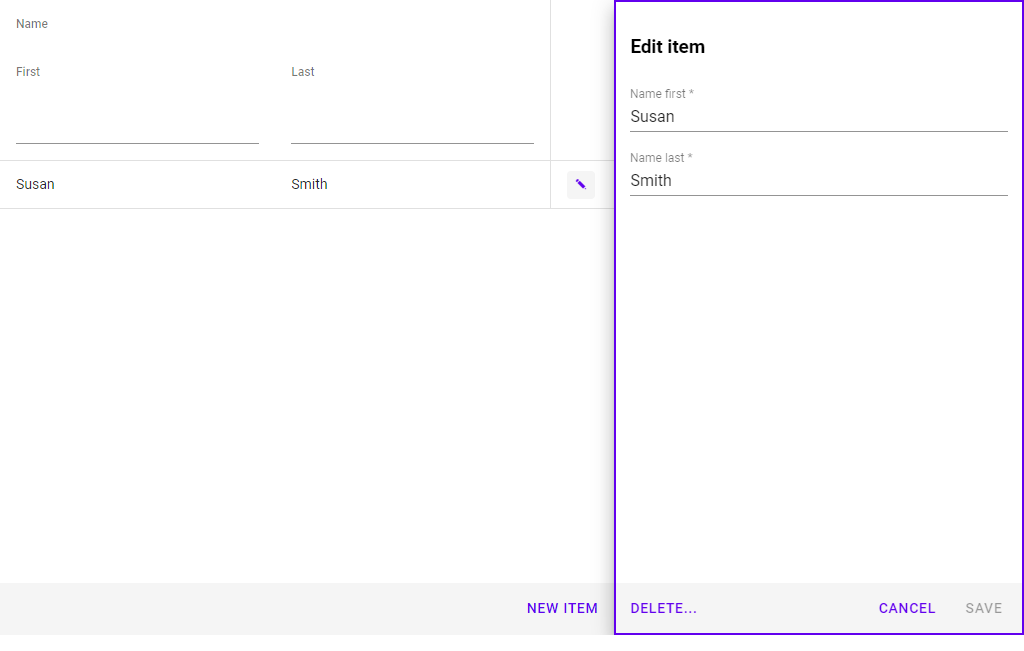 Name
First
Last
Susan
Smith
NEW ITEM
Edit item
Name first *
Susan
Name last *
Smith
DELETE...
CANCEL
SAVE